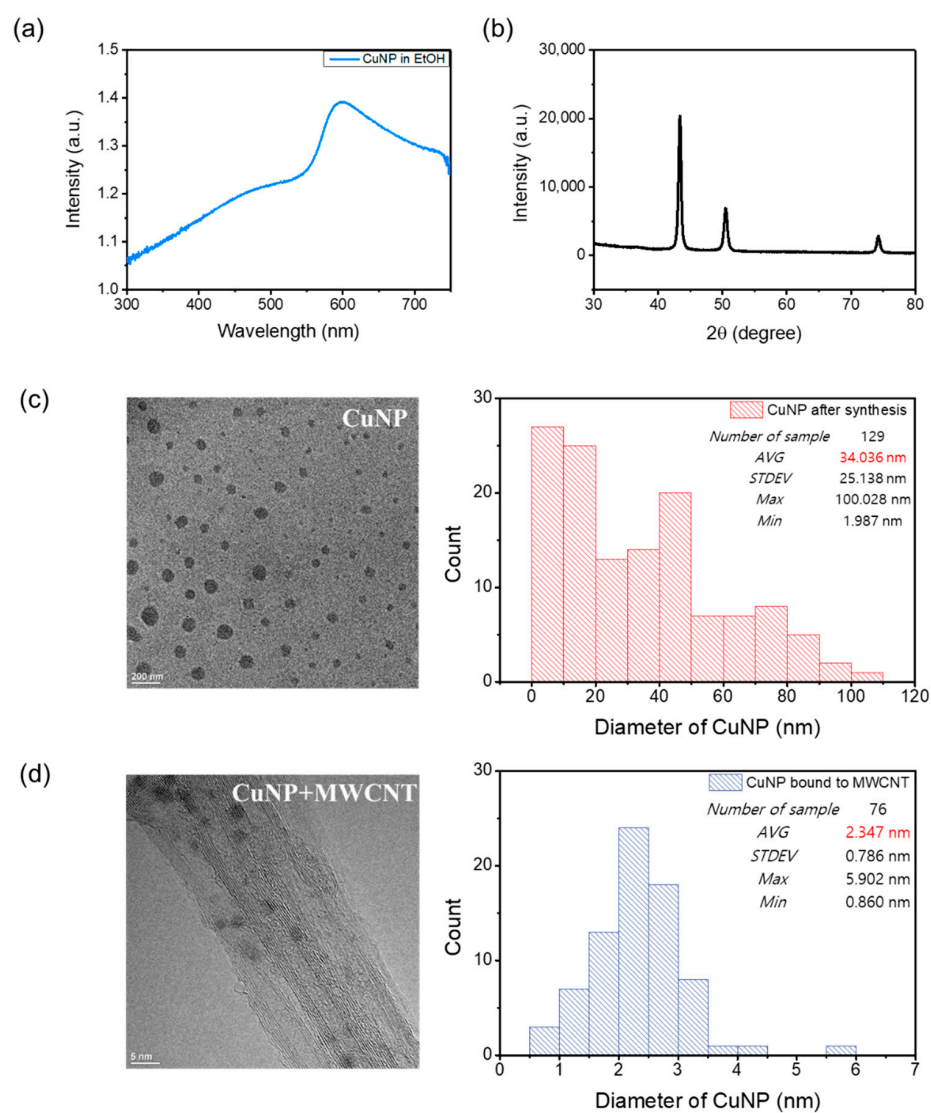 (a)
1.5
1.4
1.3
1.2
1.1
1.0
Intensity (a.u.)
CuNP in EtOH
300 400 500 600 700
Wavelength (nm)
(b)
30,000
20,000
10,000
0
Intensity (a.u.)
30 40 50 60 70 80
2θ (degree)
(c)
CuNP
200 nm
30
20
10
0
Count
CuNP after synthesis
Number of sample 129
AVG 34.036 nm
STDEV 25.138 nm
Max 100.028 nm
Min 1.987 nm
0 20 40 60 80 100 120
Diameter of CuNP (nm)
(d)
CuNP+MWCNT
5 nm
30
20
10
0
Count
CuNP bound to MWCNT
Number of sample 76
AVG 2.347 nm
STDEV 0.786 nm
Max 5.902 nm
Min 0.860 nm
0 1 2 3 4 5 6 7
Diameter of CuNP (nm)